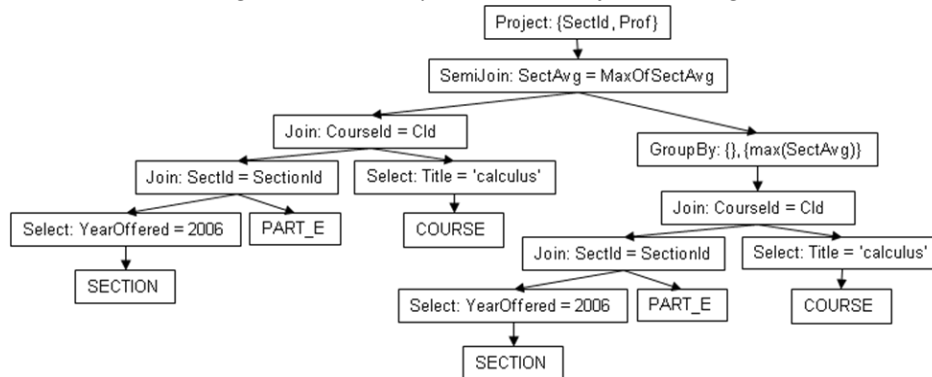 Project: {SectId, Prof}
SemiJoin: SectAvg = MaxOfSectAvg
Join: CourseId = CId
GroupBy: {}, {max(SectAvg)}
Join: SectId = SectionId
Select: Title = 'calculus'
Join: CourseId = CId
Select: YearOffered = 2006
PART_E
COURSE
Join: SectId = SectionId
Select: Title = 'calculus'
SECTION
Select: YearOffered = 2006
PART_E
COURSE
SECTION